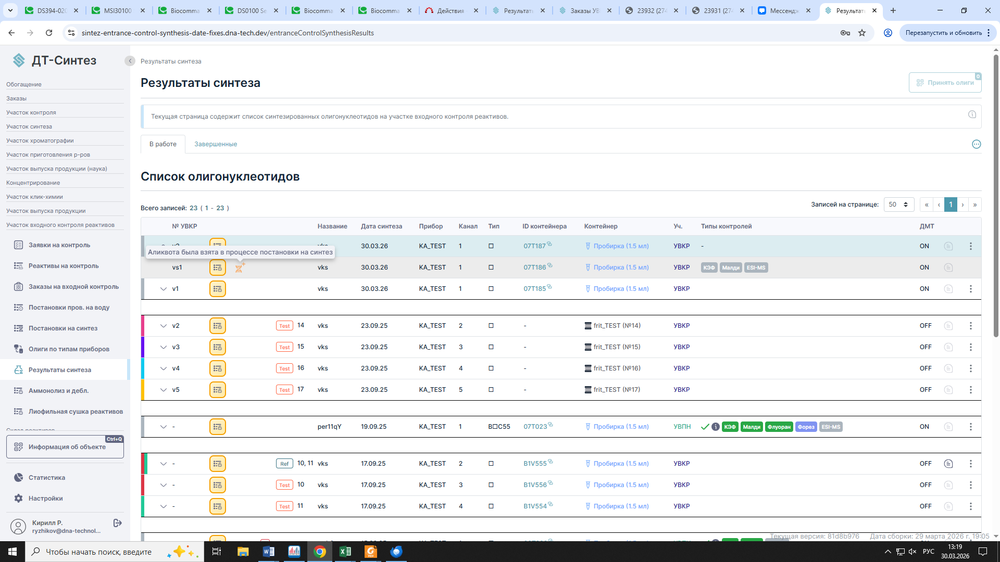 DS394-020
MSI30100
Biocomma
DS0100 Se
Biocomma
Biocomma
Действия
Результать
Заказы УВ
23932 (274
23931 (274
Мессендж
Результат
sintez-entrance-control-synthesis-date-fixes.dna-tech.dev/entranceControlSynthesisResults
Перезапустить и обновить
ДТ-Синтез
Обогащение
Заказы
Участок контроля
Участок синтеза
Участок хроматографии
Участок приготовления р-ров
Участок выпуска продукции (наука)
Концентрирование
Участок клик-химии
Участок выпуска продукции
Участок входного контроля реактивов
Заявки на контроль
Реактивы на контроль
Заказы на входной контроль
Постановки пров. на воду
Постановки на синтез
Олиги по типам приборов
Результаты синтеза
Аммонолиз и дебл.
Лиофильная сушка реактивов
Ctrl+Q
Информация об объекте
Статистика
Настройки
Кирилл Р.
ryzhikov@dna-technol...
Результаты синтеза
Результаты синтеза
Принять олиги 0
Текущая страница содержит список синтезированных олигонуклеотидов на участке входного контроля реактивов.
В работе Завершенные
Список олигонуклеотидов
Всего записей: 23 ( 1 - 23 )
Записей на странице: 50 « ‹ 1 › »
№ УВКР Название Дата синтеза Прибор Канал Тип ID контейнера Контейнер Уч. Типы контролей ДМТ
30.03.26 KA_TEST 1 07T187 Пробирка (1.5 мл) УВКР - ON
Аликвота была взята в процессе постановки на синтез
vs1 vks 30.03.26 KA_TEST 1 07T186 Пробирка (1.5 мл) УВКР КЭФ Малди ESI-MS ON
v1 vks 30.03.26 KA_TEST 1 07T185 Пробирка (1.5 мл) УВКР ON
v2 Test 14 vks 23.09.25 KA_TEST 2 - frit_TEST (№14) УВКР OFF
v3 Test 15 vks 23.09.25 KA_TEST 3 - frit_TEST (№15) УВКР OFF
v4 Test 16 vks 23.09.25 KA_TEST 4 - frit_TEST (№16) УВКР OFF
v5 Test 17 vks 23.09.25 KA_TEST 5 - frit_TEST (№17) УВКР OFF
- per11qY 19.09.25 KA_TEST 1 B☐C55 07T023 Пробирка (1.5 мл) УВПН КЭФ Малди Флуоран Форез ESI-MS ON
- Ref 10, 11 vks 17.09.25 KA_TEST 2 B1V555 Пробирка (1.5 мл) УВКР OFF
- Test 10 vks 17.09.25 KA_TEST 3 B1V556 Пробирка (1.5 мл) УВКР OFF
- Test 11 vks 17.09.25 KA_TEST 4 B1V554 Пробирка (1.5 мл) УВКР OFF
Текущая версия: 81d8b976 Дата сборки: 29 марта 2026 г. 19:05
Чтобы начать поиск, введите
РУС
13:19
30.03.2026